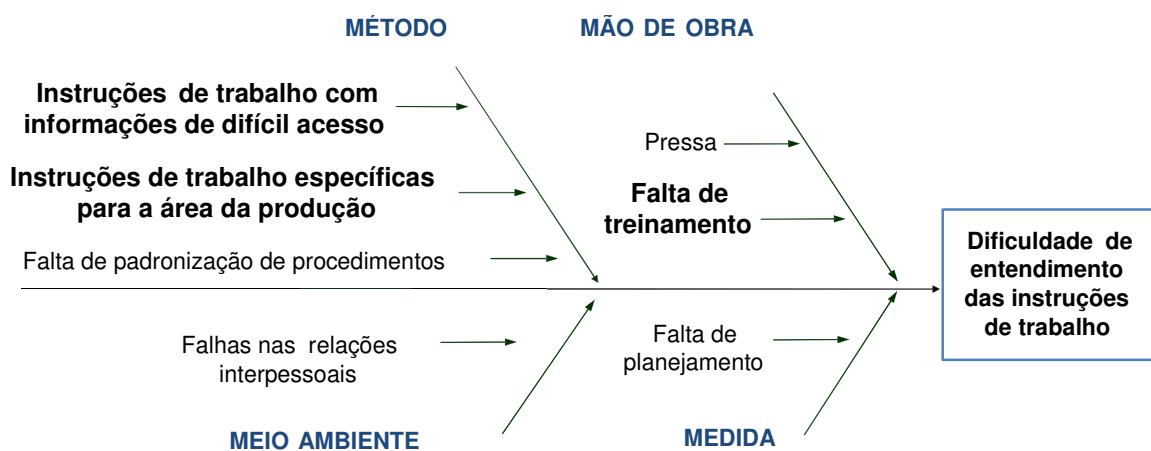 MÉTODO
MÃO DE OBRA
Instruções de trabalho com
informações de difícil acesso
Instruções de trabalho específicas
para a área da produção
Falta de padronização de procedimentos
Pressa
Falta de
treinamento
Dificuldade de
entendimento
das instruções
de trabalho
Falhas nas relações
interpessoais
Falta de
planejamento
MEIO AMBIENTE
MEDIDA